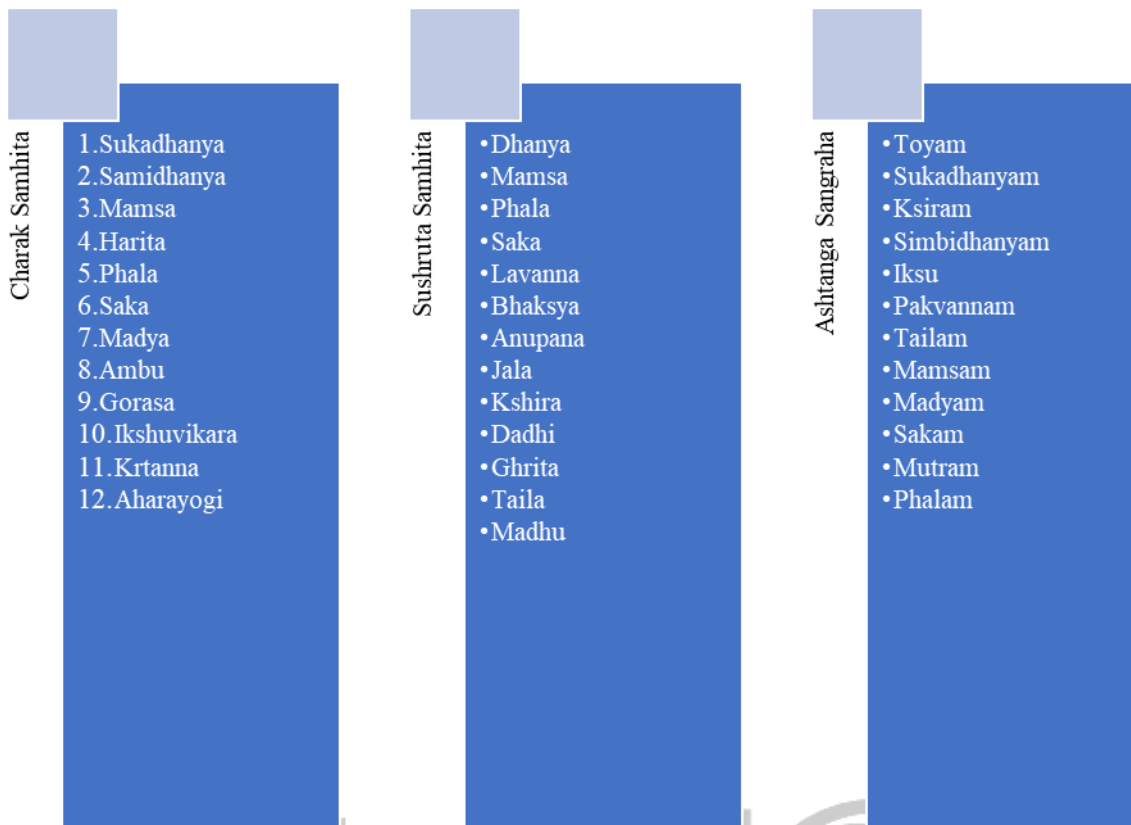 Charak Samhita
1.Sukadhanya
2.Samidhanya
3.Mamsa
4.Harita
5.Phala
6.Saka
7.Madya
8.Ambu
9.Gorasa
10.Ikshuvikara
11.Krtanna
12.Aharayogi
Sushruta Samhita
•Dhanya
•Mamsa
•Phala
•Saka
•Lavanna
•Bhaksya
•Anupana
•Jala
•Kshira
•Dadhi
•Ghrita
•Taila
•Madhu
Ashtanga Sangraha
•Toyam
•Sukadhanyam
•Ksiram
•Simbidhanyam
•Iksu
•Pakvannam
•Tailam
•Mamsam
•Madyam
•Sakam
•Mutram
•Phalam